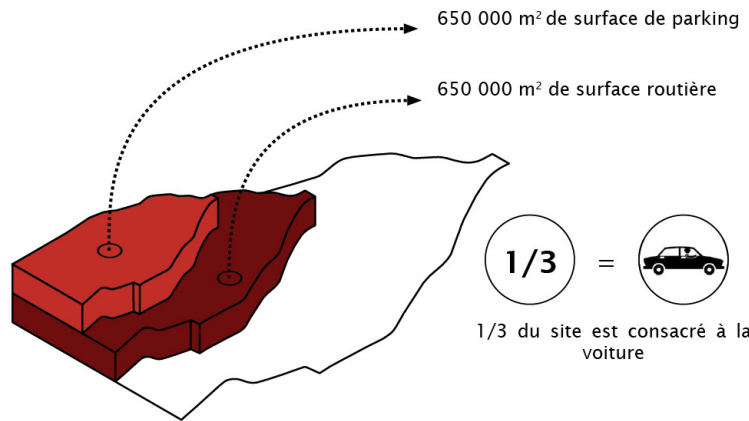 650 000 m² de surface de parking
650 000 m² de surface routière
1/3
=
1/3 du site est consacré à la
voiture